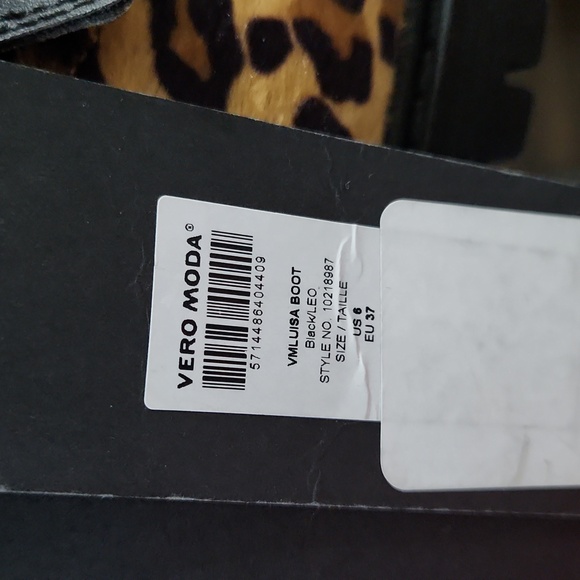 VERO MODA®
5714486404409
VMLUISA BOOT
Black/LEO
STYLE NO. 10218987
SIZE / TAILLE
US 6
EU 37